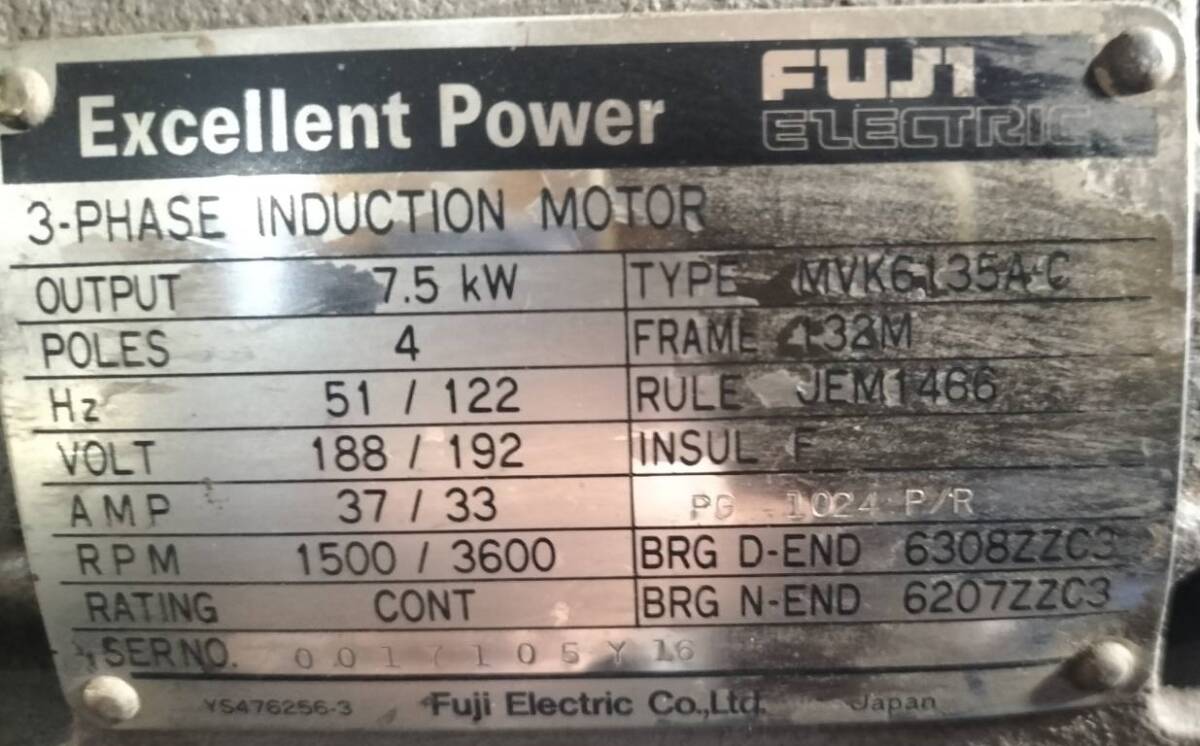 Excellent Power
FUJI
ELECTRIC
3-PHASE INDUCTION MOTOR
OUTPUT 7.5 kW TYPE MVK6135A-C
POLES 4 FRAME 132M
Hz 51 / 122 RULE JEM1466
VOLT 188 / 192 INSUL F
AMP 37 / 33 PG 1024 P/R
RPM 1500 / 3600 BRG D-END 6308ZZC3
RATING CONT BRG N-END 6207ZZC3
SER NO. 0017105Y16
YS476256-3 Fuji Electric Co.,Ltd. Japan